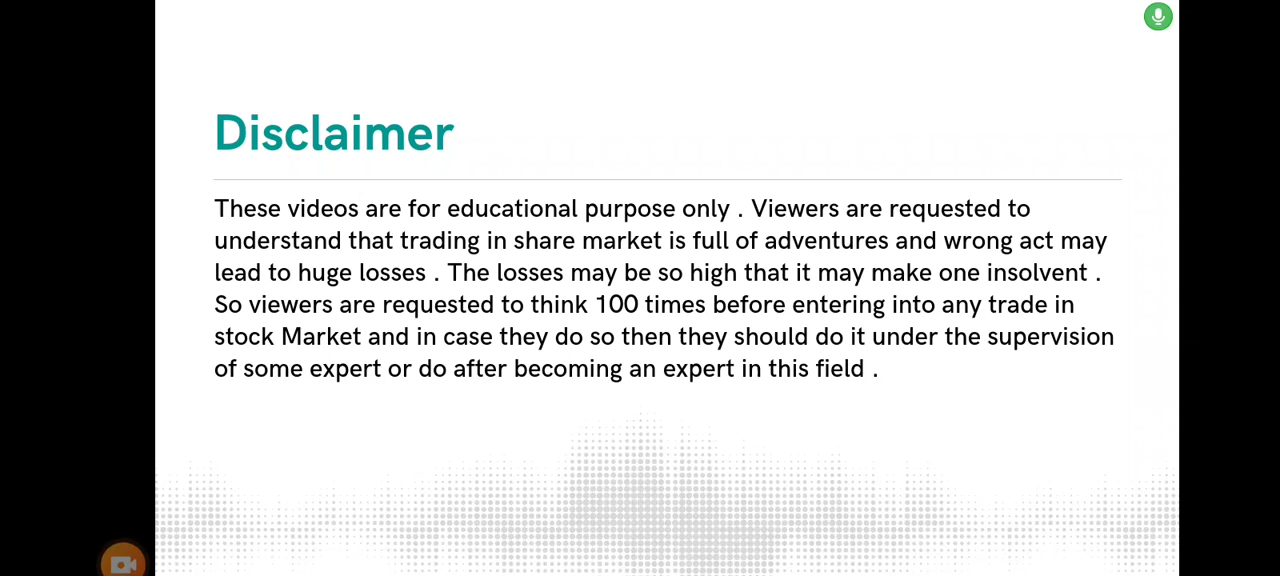 Disclaimer
These videos are for educational purpose only . Viewers are requested to
understand that trading in share market is full of adventures and wrong act may
lead to huge losses . The losses may be so high that it may make one insolvent .
So viewers are requested to think 100 times before entering into any trade in
stock Market and in case they do so then they should do it under the supervision
of some expert or do after becoming an expert in this field .